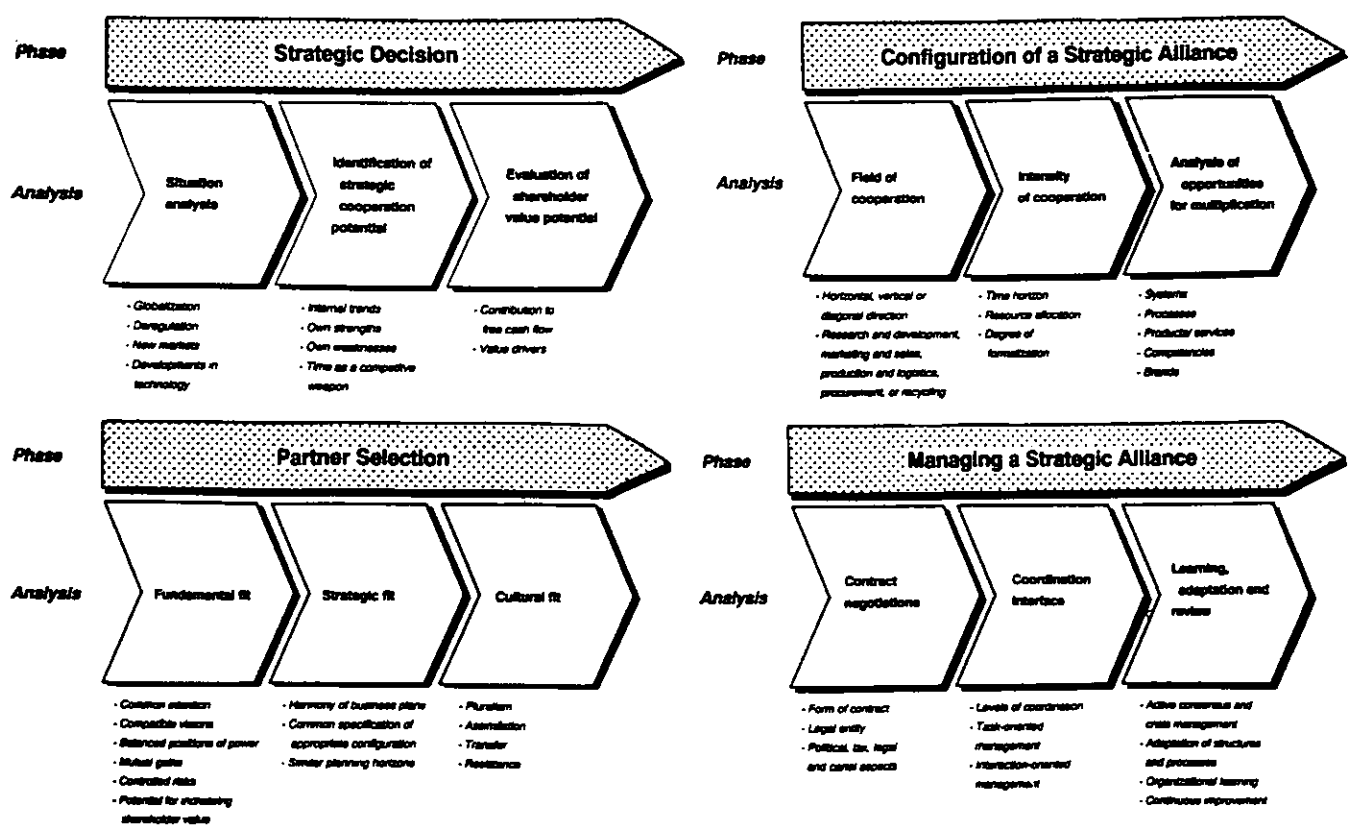 Phase
Strategic Decision
Analysis
Situation
analysis
Identification of
strategic
cooperation
potential
Evaluation of
shareholder
value potential
- Globalization
- Deregulation
- New markets
- Developments in
technology
- Internal trends
- Own strengths
- Own weaknesses
- Time as a competitive
weapon
- Contribution to
free cash flow
- Value drivers
Phase
Configuration of a Strategic Alliance
Analysis
Field of
cooperation
Intensity
of cooperation
Analysis of
opportunities
for multiplication
- Horizontal, vertical or
diagonal direction
- Research and development,
marketing and sales,
production and logistics,
procurement, or recycling
- Time horizon
- Resource allocation
- Degree of
formalization
- Systems
- Processes
- Products/ services
- Competencies
- Brands
Phase
Partner Selection
Analysis
Fundamental fit
Strategic fit
Cultural fit
- Common intention
- Compatible visions
- Balanced positions of power
- Mutual gains
- Controlled risks
- Potential for increasing
shareholder value
- Harmony of business plans
- Common specification of
appropriate configuration
- Similar planning horizons
- Pluralism
- Assimilation
- Transfer
- Resistance
Phase
Managing a Strategic Alliance
Analysis
Contract
negotiations
Coordination
interface
Learning,
adaptation and
review
- Form of contract
- Legal entity
- Political, tax, legal
and cartel aspects
- Levels of coordination
- Task-oriented
management
- Interaction-oriented
management
- Active consensus and
crisis management
- Adaptation of structures
and processes
- Organizational learning
- Continuous improvement